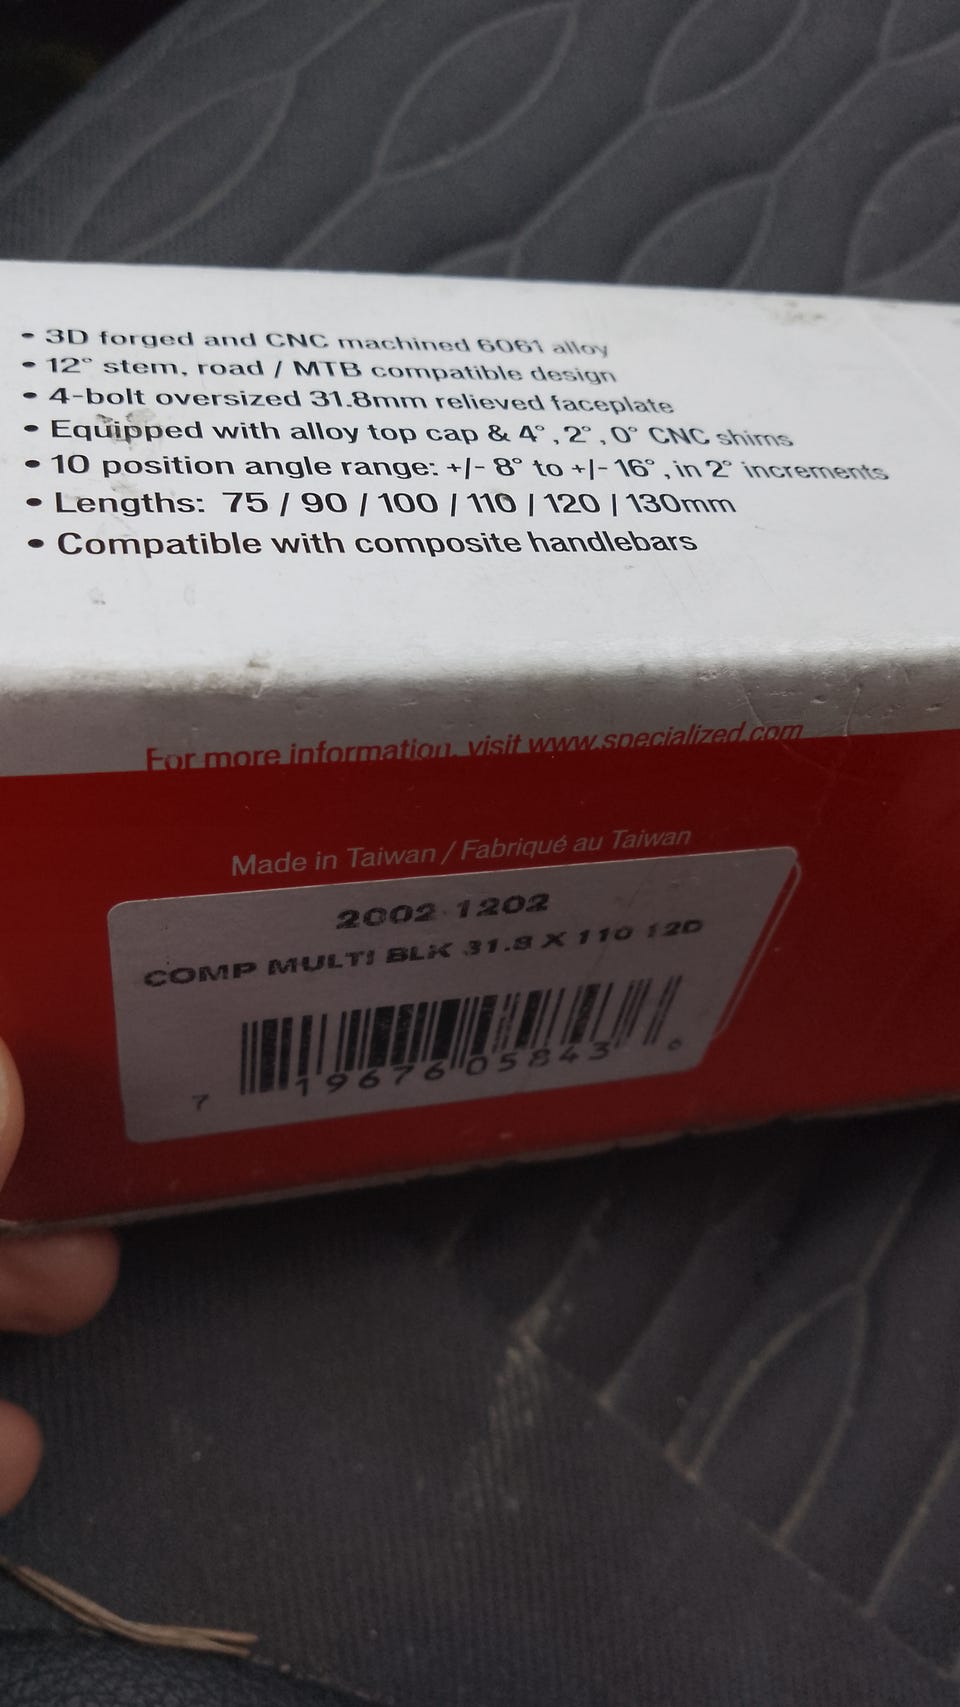 • 3D forged and CNC machined 6061 alloy
• 12° stem, road / MTB compatible design
• 4-bolt oversized 31.8mm relieved faceplate
• Equipped with alloy top cap & 4°, 2°, 0° CNC shims
• 10 position angle range: +/- 8° to +/- 16°, in 2° increments
• Lengths: 75 / 90 / 100 / 110 / 120 / 130mm
• Compatible with composite handlebars
For more information, visit www.specialized.com
Made in Taiwan / Fabriqué au Taiwan
2002-1202
COMP MULTI BLK 31.8 X 110 12D
7 19676 05843 6